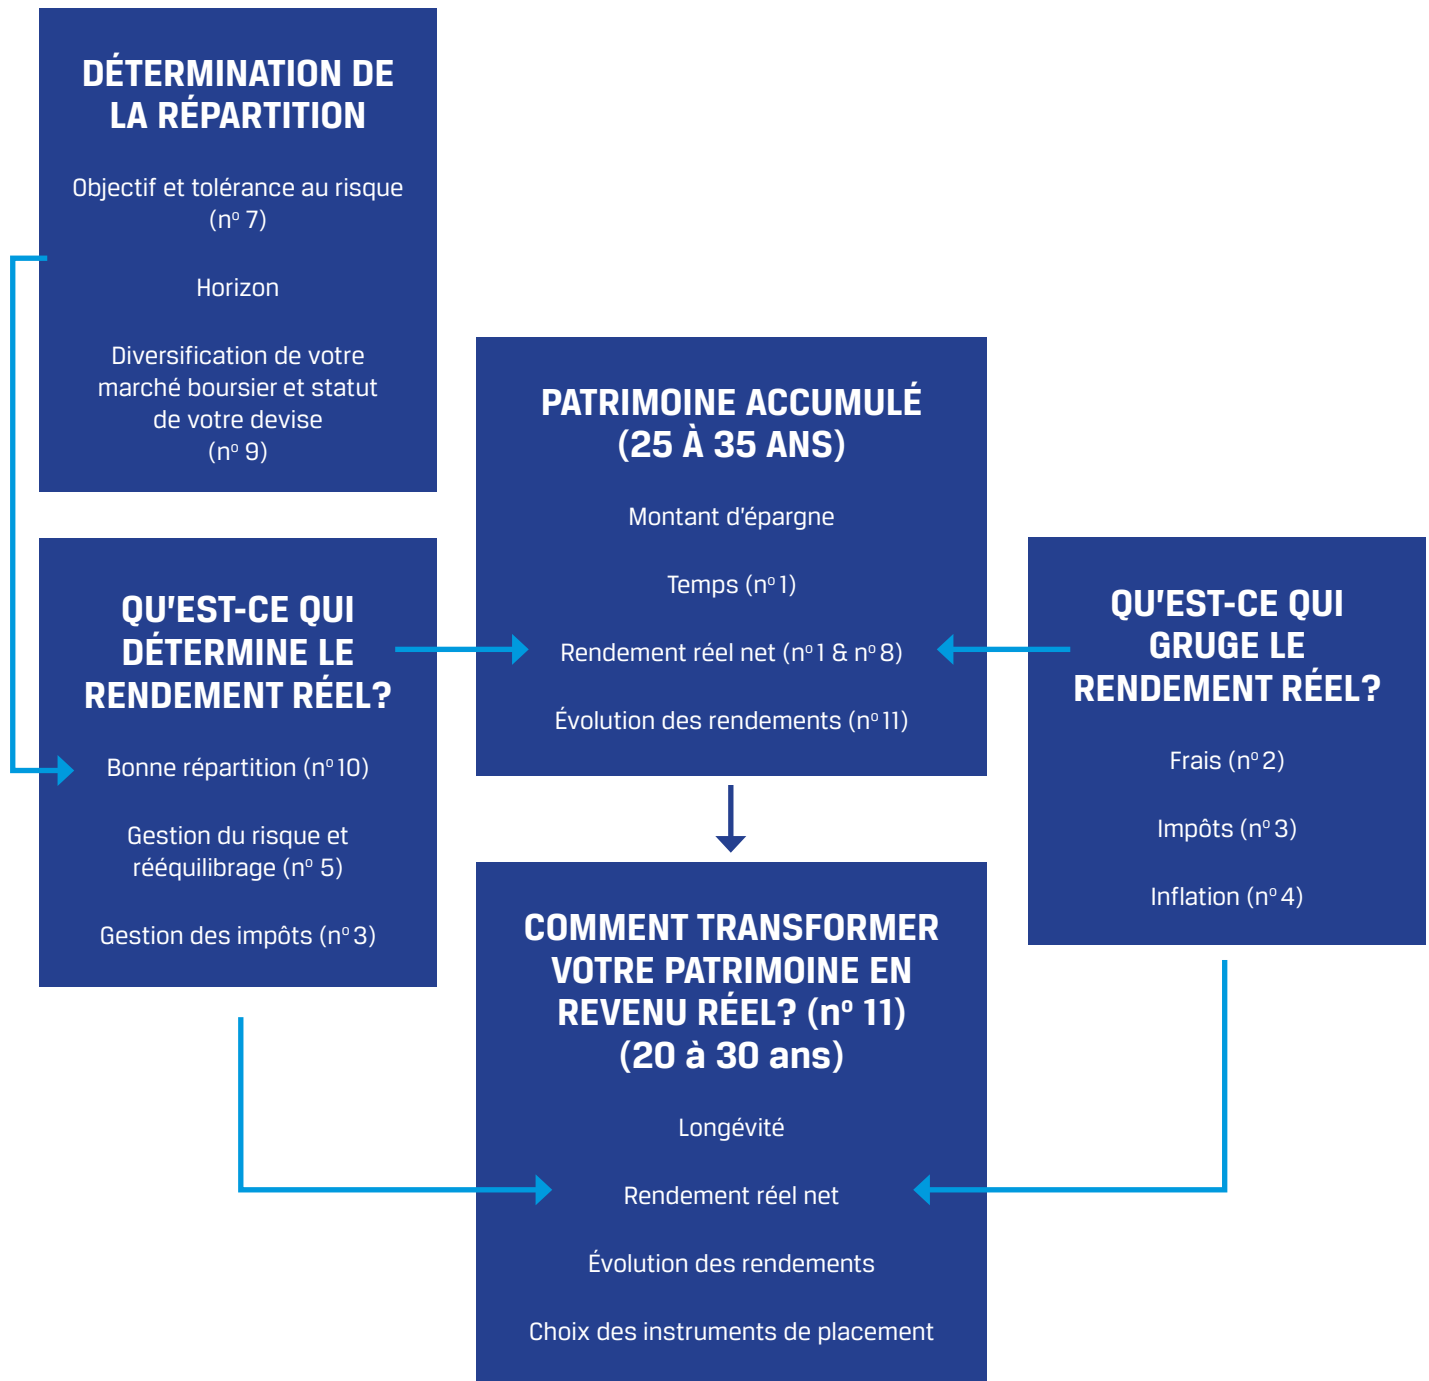 DÉTERMINATION DE
LA RÉPARTITION
Objectif et tolérance au risque
(nº 7)
Horizon
Diversification de votre
marché boursier et statut
de votre devise
(nº 9)
QU'EST-CE QUI
DÉTERMINE LE
RENDEMENT RÉEL?
Bonne répartition (nº 10)
Gestion du risque et
rééquilibrage (nº 5)
Gestion des impôts (nº 3)
PATRIMOINE ACCUMULÉ
(25 À 35 ANS)
Montant d'épargne
Temps (nº 1)
Rendement réel net (nº 1 & nº 8)
Évolution des rendements (nº 11)
QU'EST-CE QUI
GRUGE LE
RENDEMENT RÉEL?
Frais (nº 2)
Impôts (nº 3)
Inflation (nº 4)
COMMENT TRANSFORMER
VOTRE PATRIMOINE EN
REVENU RÉEL? (nº 11)
(20 à 30 ans)
Longévité
Rendement réel net
Évolution des rendements
Choix des instruments de placement